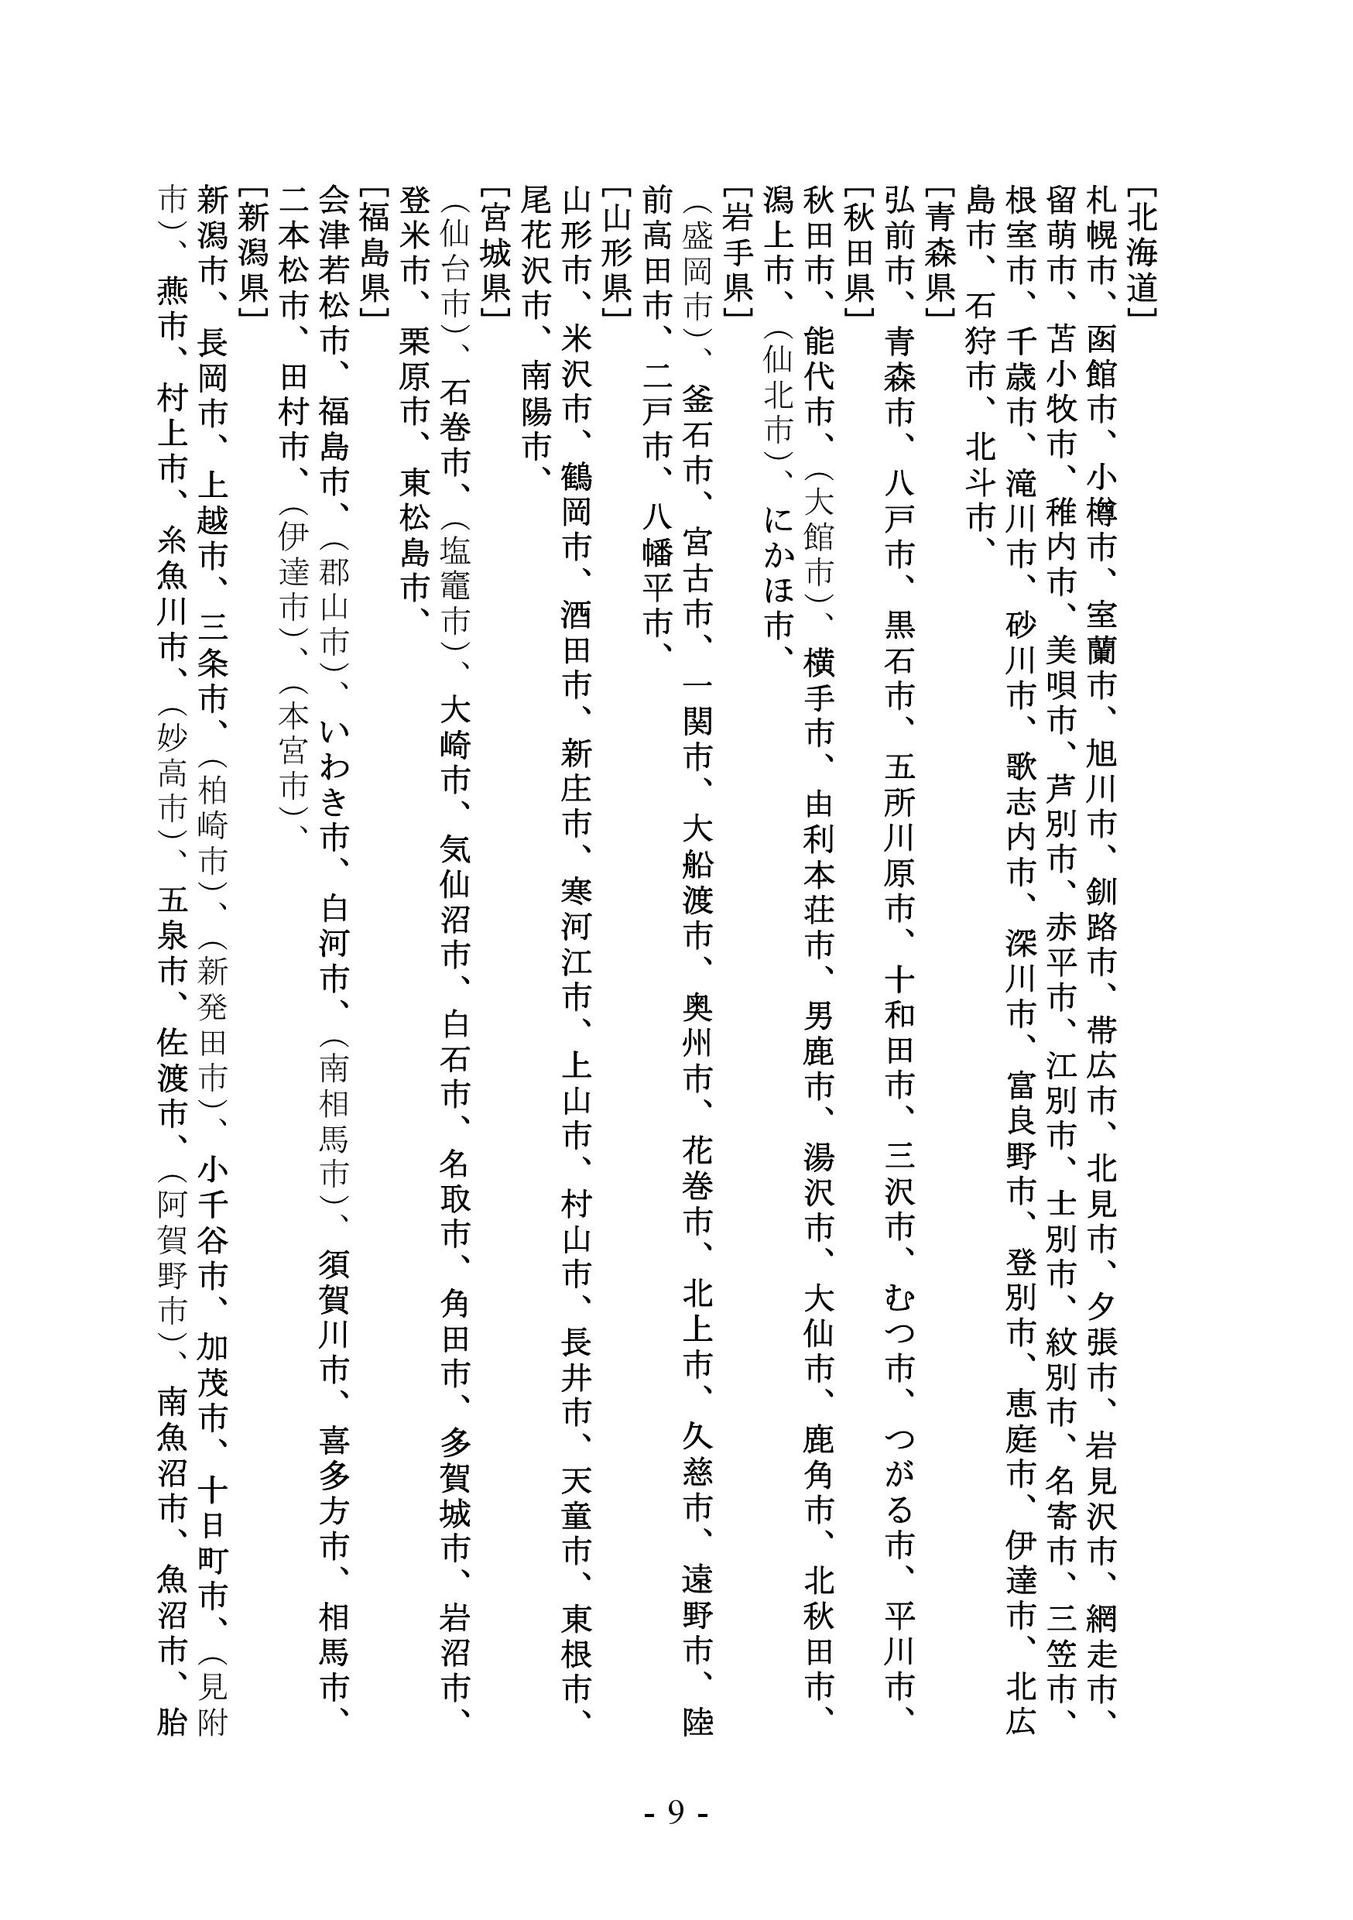 [北海道]
札幌市、函館市、小樽市、室蘭市、旭川市、釧路市、帯広市、北見市、夕張市、岩見沢市、網走市、
留萌市、苫小牧市、稚内市、美唄市、芦別市、赤平市、江別市、士別市、紋別市、名寄市、三笠市、
根室市、千歳市、滝川市、砂川市、歌志内市、深川市、富良野市、登別市、恵庭市、伊達市、北広
島市、石狩市、北斗市、
[青森県]
弘前市、青森市、八戸市、黒石市、五所川原市、十和田市、三沢市、むつ市、つがる市、平川市、
[秋田県]
秋田市、能代市、（大館市）、横手市、由利本荘市、男鹿市、湯沢市、大仙市、鹿角市、北秋田市、
潟上市、（仙北市）、にかほ市、
[岩手県]
（盛岡市）、釜石市、宮古市、一関市、大船渡市、奥州市、花巻市、北上市、久慈市、遠野市、陸
前高田市、二戸市、八幡平市、
[山形県]
山形市、米沢市、鶴岡市、酒田市、新庄市、寒河江市、上山市、村山市、長井市、天童市、東根市、
尾花沢市、南陽市、
[宮城県]
（仙台市）、石巻市、（塩竈市）、大崎市、気仙沼市、白石市、名取市、角田市、多賀城市、岩沼市、
登米市、栗原市、東松島市、
[福島県]
会津若松市、福島市、（郡山市）、いわき市、白河市、（南相馬市）、須賀川市、喜多方市、相馬市、
二本松市、田村市、（伊達市）、（本宮市）、
[新潟県]
新潟市、長岡市、上越市、三条市、（柏崎市）、（新発田市）、小千谷市、加茂市、十日町市、（見附
市）、燕市、村上市、糸魚川市、（妙高市）、五泉市、佐渡市、（阿賀野市）、南魚沼市、魚沼市、胎
- 9 -